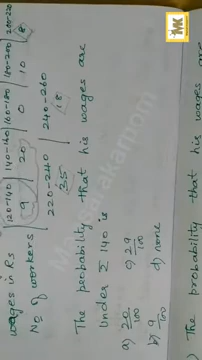 wages in Rs | 120-140 | 140-160 | 160-180 | 180-200 | 200-220
No of workers | 9 | 20 | 0 | 10 | 8
220-240 | 240-260
35 | 18
The probability that his wages are
under ₹ 140 is
a) 20/100 c) 29/100
b) 9/100 d) none
) The probability that his wages are